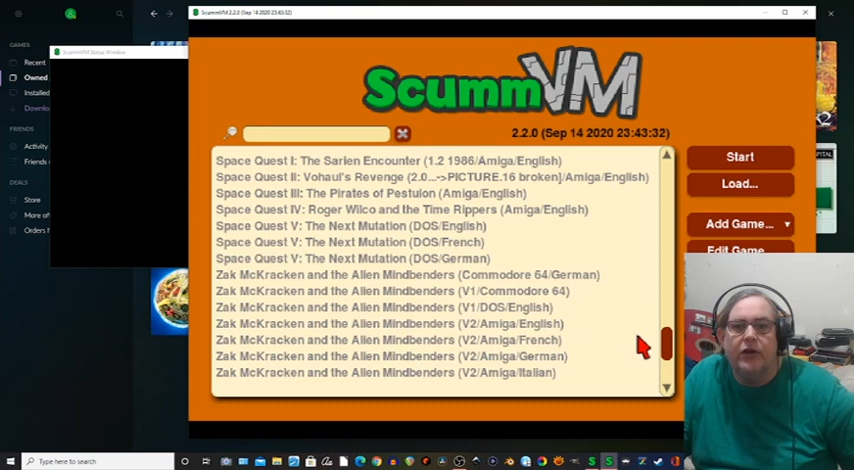 ScummVM 2.2.0 (Sep 14 2020 23:43:32)
GAMES
Recent
Owned
Installed
Downlo
FRIENDS
Activity
Friends
DEALS
Store
More of
Orders h
ScummVM Status Window
ScummVM
2.2.0 (Sep 14 2020 23:43:32)
Space Quest I: The Sarien Encounter (1.2 1986/Amiga/English)
Space Quest II: Vohaul's Revenge (2.0...->PICTURE.16 broken]/Amiga/English)
Space Quest III: The Pirates of Pestulon (Amiga/English)
Space Quest IV: Roger Wilco and the Time Rippers (Amiga/English)
Space Quest V: The Next Mutation (DOS/English)
Space Quest V: The Next Mutation (DOS/French)
Space Quest V: The Next Mutation (DOS/German)
Zak McKracken and the Alien Mindbenders (Commodore 64/German)
Zak McKracken and the Alien Mindbenders (V1/Commodore 64)
Zak McKracken and the Alien Mindbenders (V1/DOS/English)
Zak McKracken and the Alien Mindbenders (V2/Amiga/English)
Zak McKracken and the Alien Mindbenders (V2/Amiga/French)
Zak McKracken and the Alien Mindbenders (V2/Amiga/German)
Zak McKracken and the Alien Mindbenders (V2/Amiga/Italian)
Start
Load...
Add Game...
Edit Game
Type here to search